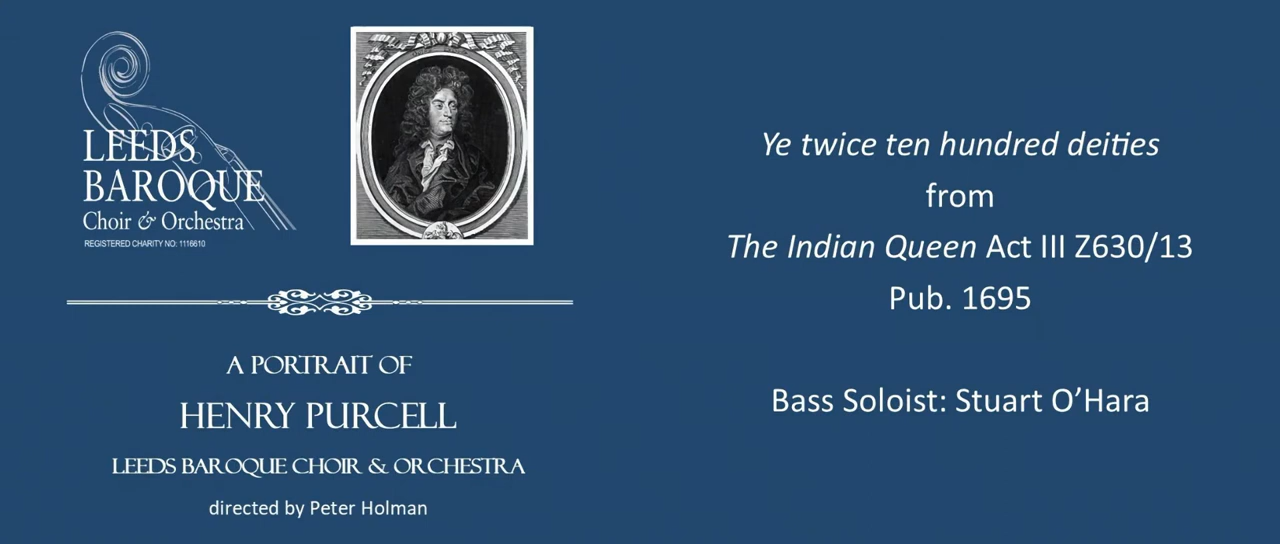 LEEDS
BAROQUE
Choir & Orchestra
REGISTERED CHARITY NO: 1116610
A PORTRAIT OF
HENRY PURCELL
LEEDS BAROQUE CHOIR & ORCHESTRA
directed by Peter Holman
Ye twice ten hundred deities
from
The Indian Queen Act III Z630/13
Pub. 1695
Bass Soloist: Stuart O’Hara